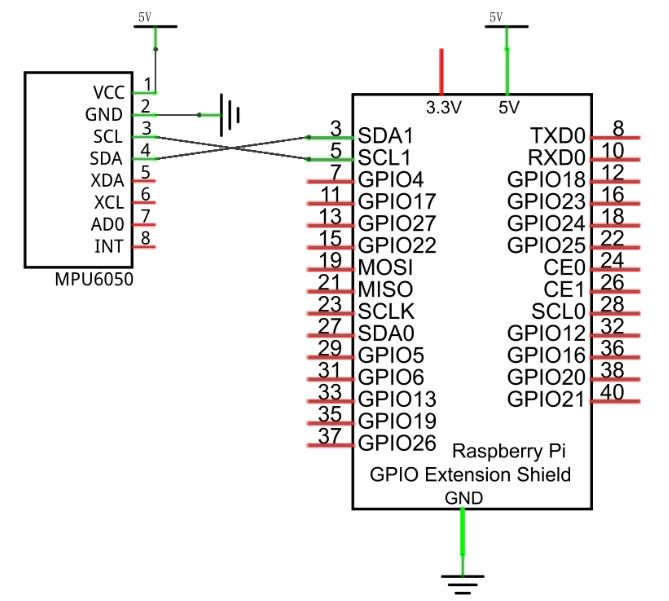 5V
5V
3.3V
5V
VCC 1
GND 2
SCL 3
SDA 4
XDA 5
XCL 6
AD0 7
INT 8
MPU6050
3 SDA1 TXD0 8
5 SCL1 RXD0 10
7 GPIO4 GPIO18 12
11 GPIO17 GPIO23 16
13 GPIO27 GPIO24 18
15 GPIO22 GPIO25 22
19 MOSI CE0 24
21 MISO CE1 26
23 SCLK SCL0 28
27 SDA0 GPIO12 32
29 GPIO5 GPIO16 36
31 GPIO6 GPIO20 38
33 GPIO13 GPIO21 40
35 GPIO19
37 GPIO26
Raspberry Pi
GPIO Extension Shield
GND